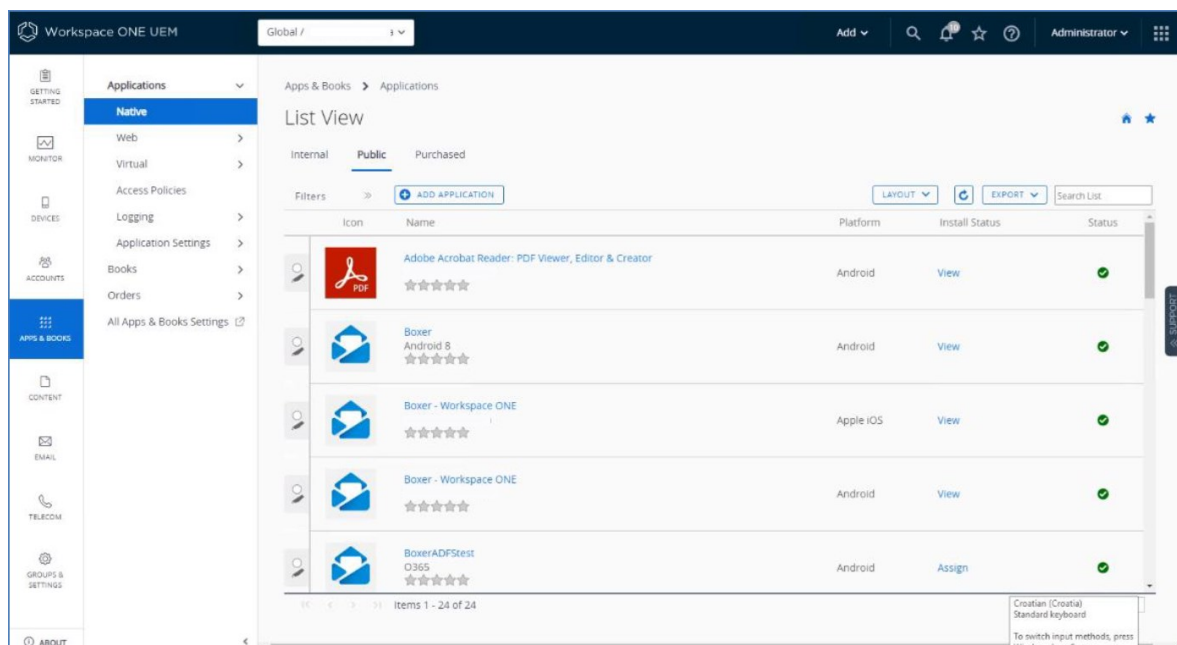 Workspace ONE UEM
Global /
Add
10
Administrator
GETTING
STARTED
MONITOR
DEVICES
ACCOUNTS
APPS & BOOKS
CONTENT
EMAIL
TELECOM
GROUPS &
SETTINGS
ABOUT
Applications
Native
Web
Virtual
Access Policies
Logging
Application Settings
Books
Orders
All Apps & Books Settings
Apps & Books > Applications
List View
Internal Public Purchased
Filters » ADD APPLICATION LAYOUT EXPORT Search List
Icon Name Platform Install Status Status
PDF
Adobe Acrobat Reader: PDF Viewer, Editor & Creator
Android View
Boxer
Android 8
Android View
Boxer - Workspace ONE
Apple iOS View
Boxer - Workspace ONE
Android View
BoxerADFStest
O365
Android Assign
Items 1 - 24 of 24
Croatian (Croatia)
Standard keyboard
To switch input methods, press
SUPPORT